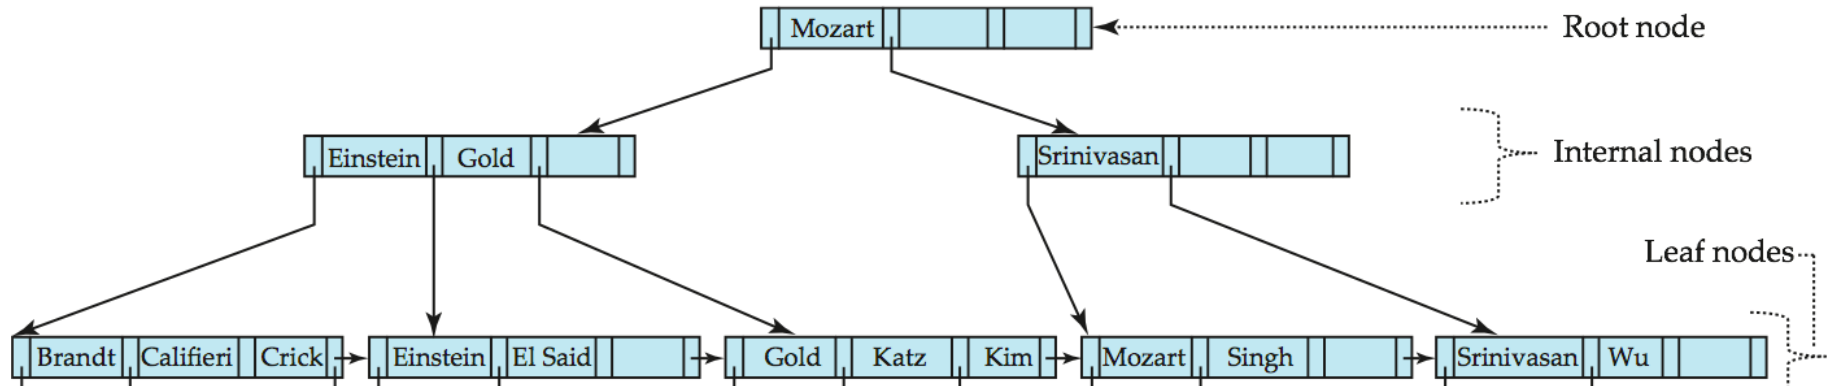 Mozart Root node
Einstein Gold Srinivasan Internal nodes
Leaf nodes
Brandt Califieri Crick Einstein El Said Gold Katz Kim Mozart Singh Srinivasan Wu